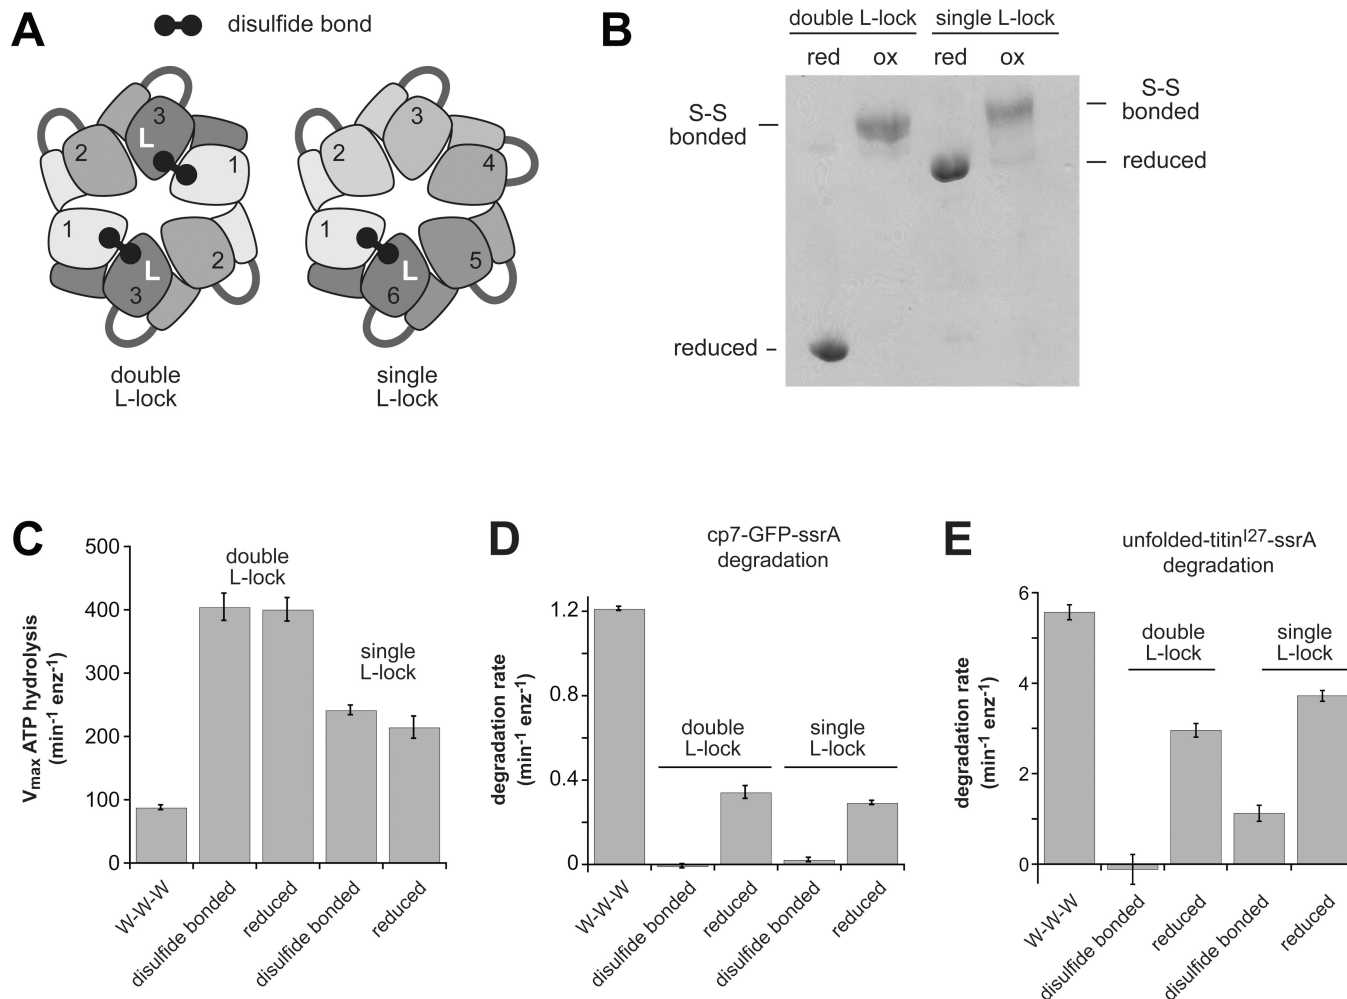 A
disulfide bond
3
L
2
1
1
2
L
3
double
L-lock
3
2
4
1
5
L
6
single
L-lock
B
double L-lock
single L-lock
red
ox
red
ox
S-S
bonded
reduced
S-S
bonded
reduced
C
500
400
300
200
100
0
Vmax ATP hydrolysis
(min-1 enz-1)
double
L-lock
single
L-lock
W-W-W
disulfide bonded
reduced
disulfide bonded
reduced
D
cp7-GFP-ssrA
degradation
1.2
0.8
0.4
0
degradation rate
(min-1 enz-1)
double
L-lock
single
L-lock
W-W-W
disulfide bonded
reduced
disulfide bonded
reduced
E
unfolded-titinI27-ssrA
degradation
6
4
2
0
degradation rate
(min-1 enz-1)
double
L-lock
single
L-lock
W-W-W
disulfide bonded
reduced
disulfide bonded
reduced